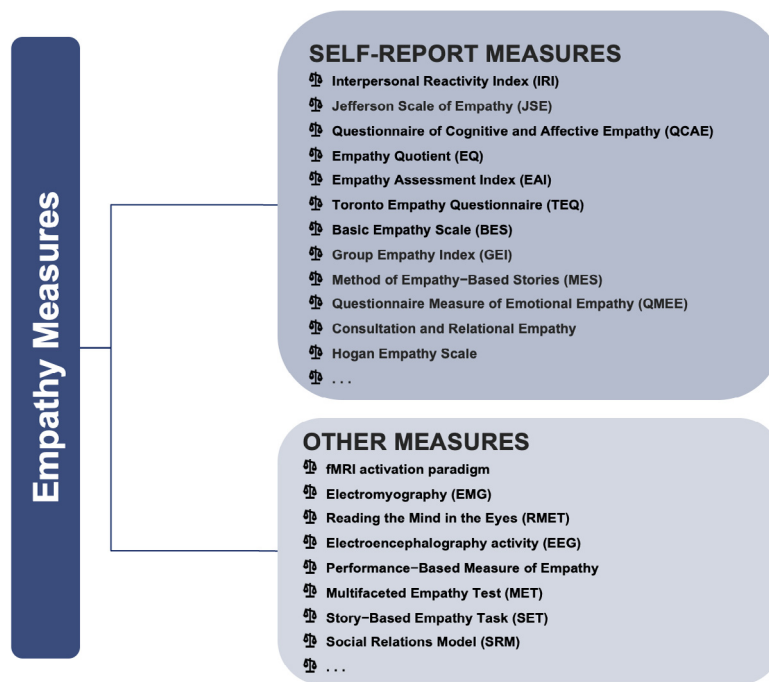 Empathy Measures
SELF-REPORT MEASURES
Interpersonal Reactivity Index (IRI)
Jefferson Scale of Empathy (JSE)
Questionnaire of Cognitive and Affective Empathy (QCAE)
Empathy Quotient (EQ)
Empathy Assessment Index (EAI)
Toronto Empathy Questionnaire (TEQ)
Basic Empathy Scale (BES)
Group Empathy Index (GEI)
Method of Empathy−Based Stories (MES)
Questionnaire Measure of Emotional Empathy (QMEE)
Consultation and Relational Empathy
Hogan Empathy Scale
. . .
OTHER MEASURES
fMRI activation paradigm
Electromyography (EMG)
Reading the Mind in the Eyes (RMET)
Electroencephalography activity (EEG)
Performance−Based Measure of Empathy
Multifaceted Empathy Test (MET)
Story−Based Empathy Task (SET)
Social Relations Model (SRM)
. . .